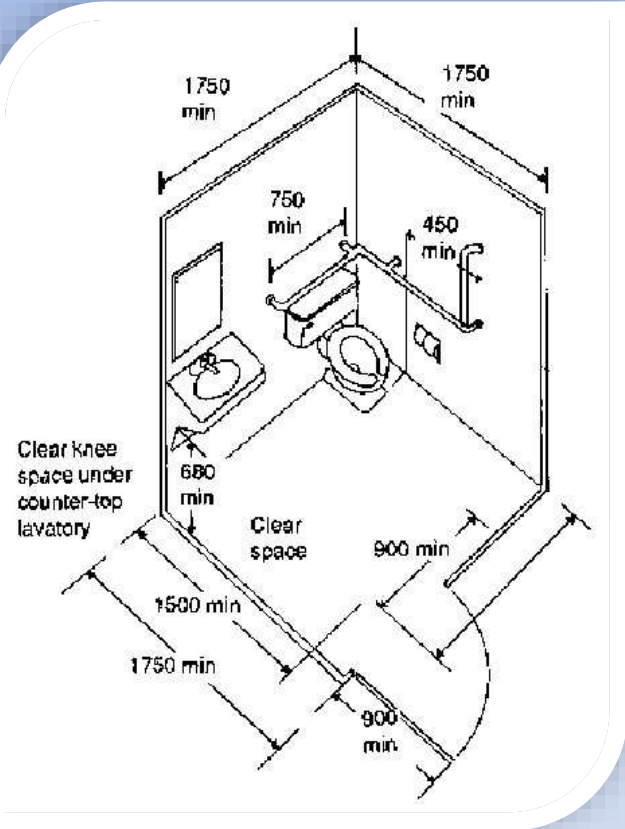 1750
min
1750
min
750
min
450
min
Clear knee
space under
counter-top
lavatory
680
min
Clear
space
900 min
1500 min
1750 min
900
min